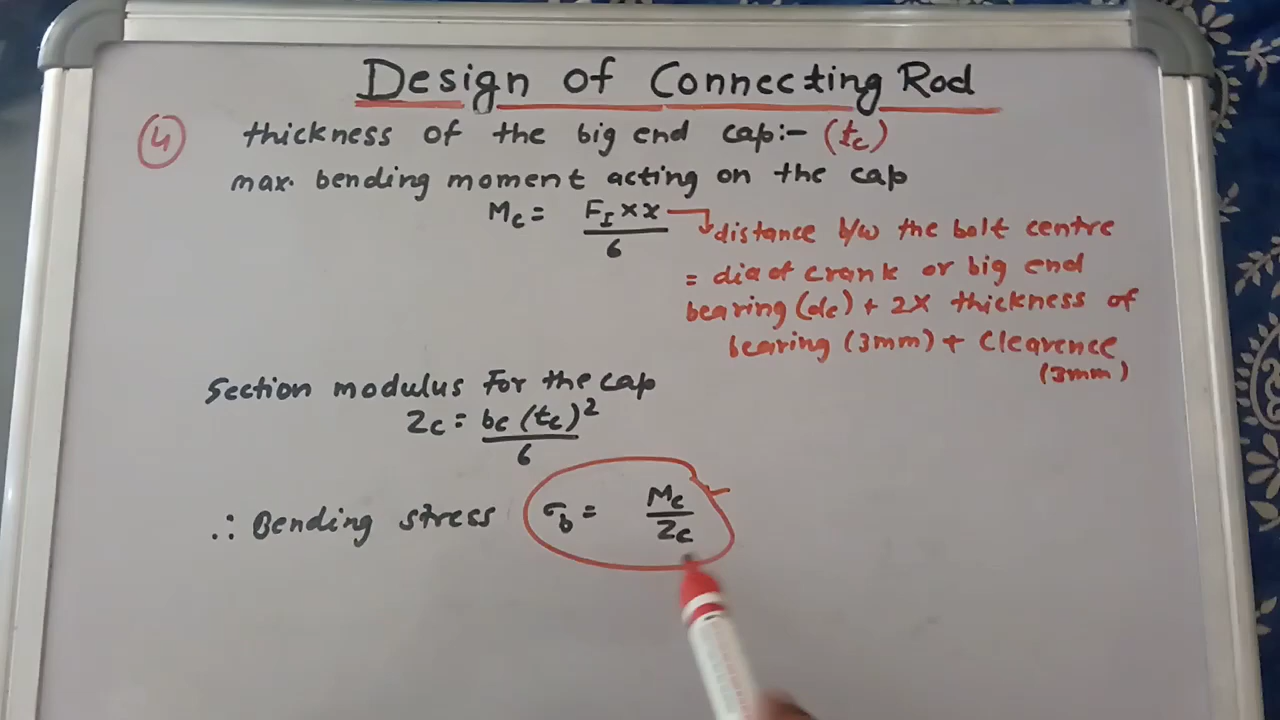 Design of Connecting Rod
4 thickness of the big end cap:- (tc)
max. bending moment acting on the cap
Mc = FI × x / 6
distance b/w the bolt centre
= dia of crank or big end
bearing (dc) + 2x thickness of
bearing (3mm) + Clearence
(3mm)
Section modulus For the cap
Zc = bc (tc)² / 6
∴ Bending stress σb = Mc / Zc